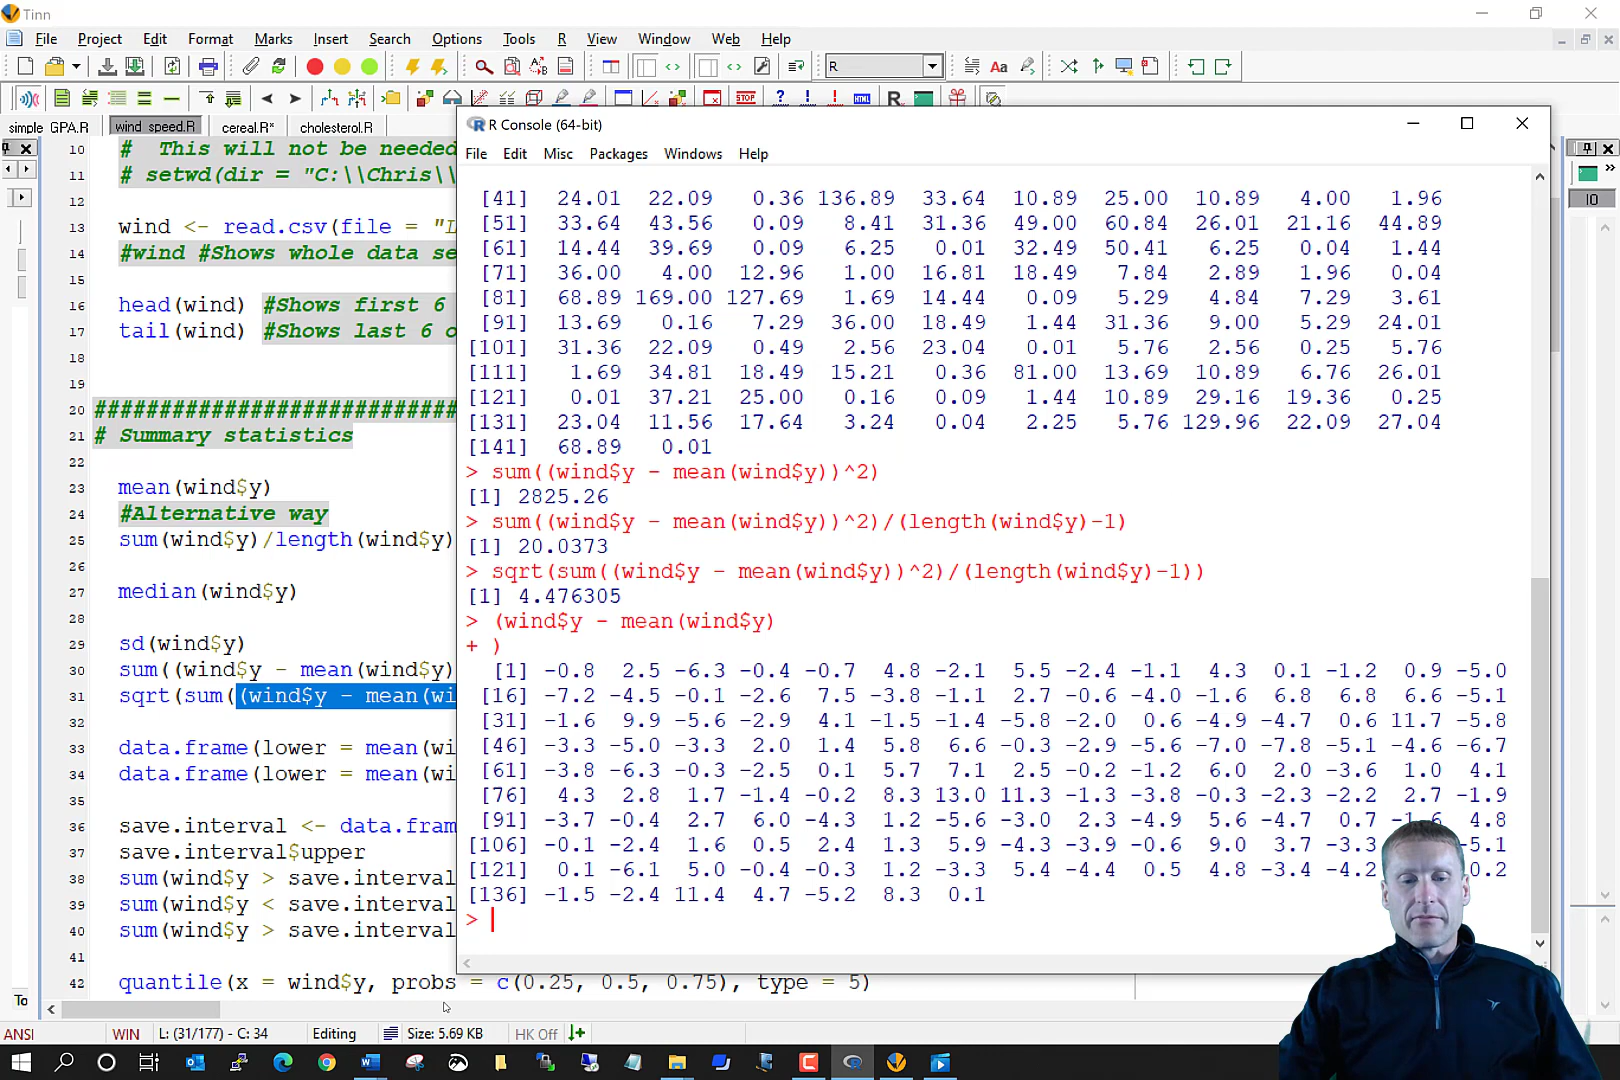 Tinn
File Project Edit Format Marks Insert Search Options Tools R View Window Web Help
R
simple_GPA.R wind_speed.R cereal.R* cholesterol.R
10 # This will not be needed
11 # setwd(dir = "C:\\Chris\\
12
13 wind <- read.csv(file = "
14 #wind #Shows whole data se
15
16 head(wind) #Shows first 6
17 tail(wind) #Shows last 6 o
18
19
20 ############################
21 # Summary statistics
22
23 mean(wind$y)
24 #Alternative way
25 sum(wind$y)/length(wind$y)
26
27 median(wind$y)
28
29 sd(wind$y)
30 sum((wind$y - mean(wind$y)
31 sqrt(sum((wind$y - mean(wi
32
33 data.frame(lower = mean(wi
34 data.frame(lower = mean(wi
35
36 save.interval <- data.fram
37 save.interval$upper
38 sum(wind$y > save.interval
39 sum(wind$y < save.interval
40 sum(wind$y > save.interval
41
42 quantile(x = wind$y, probs = c(0.25, 0.5, 0.75), type = 5)
R Console (64-bit)
File Edit Misc Packages Windows Help
[41] 24.01 22.09 0.36 136.89 33.64 10.89 25.00 10.89 4.00 1.96
[51] 33.64 43.56 0.09 8.41 31.36 49.00 60.84 26.01 21.16 44.89
[61] 14.44 39.69 0.09 6.25 0.01 32.49 50.41 6.25 0.04 1.44
[71] 36.00 4.00 12.96 1.00 16.81 18.49 7.84 2.89 1.96 0.04
[81] 68.89 169.00 127.69 1.69 14.44 0.09 5.29 4.84 7.29 3.61
[91] 13.69 0.16 7.29 36.00 18.49 1.44 31.36 9.00 5.29 24.01
[101] 31.36 22.09 0.49 2.56 23.04 0.01 5.76 2.56 0.25 5.76
[111] 1.69 34.81 18.49 15.21 0.36 81.00 13.69 10.89 6.76 26.01
[121] 0.01 37.21 25.00 0.16 0.09 1.44 10.89 29.16 19.36 0.25
[131] 23.04 11.56 17.64 3.24 0.04 2.25 5.76 129.96 22.09 27.04
[141] 68.89 0.01
> sum((wind$y - mean(wind$y))^2)
[1] 2825.26
> sum((wind$y - mean(wind$y))^2)/(length(wind$y)-1)
[1] 20.0373
> sqrt(sum((wind$y - mean(wind$y))^2)/(length(wind$y)-1))
[1] 4.476305
> (wind$y - mean(wind$y)
+ )
[1] -0.8 2.5 -6.3 -0.4 -0.7 4.8 -2.1 5.5 -2.4 -1.1 4.3 0.1 -1.2 0.9 -5.0
[16] -7.2 -4.5 -0.1 -2.6 7.5 -3.8 -1.1 2.7 -0.6 -4.0 -1.6 6.8 6.8 6.6 -5.1
[31] -1.6 9.9 -5.6 -2.9 4.1 -1.5 -1.4 -5.8 -2.0 0.6 -4.9 -4.7 0.6 11.7 -5.8
[46] -3.3 -5.0 -3.3 2.0 1.4 5.8 6.6 -0.3 -2.9 -5.6 -7.0 -7.8 -5.1 -4.6 -6.7
[61] -3.8 -6.3 -0.3 -2.5 0.1 5.7 7.1 2.5 -0.2 -1.2 6.0 2.0 -3.6 1.0 4.1
[76] 4.3 2.8 1.7 -1.4 -0.2 8.3 13.0 11.3 -1.3 -3.8 -0.3 -2.3 -2.2 2.7 -1.9
[91] -3.7 -0.4 2.7 6.0 -4.3 1.2 -5.6 -3.0 2.3 -4.9 5.6 -4.7 0.7 4.8
[106] -0.1 -2.4 1.6 0.5 2.4 1.3 5.9 -4.3 -3.9 -0.6 9.0 3.7 -3.3 -5.1
[121] 0.1 -6.1 5.0 -0.4 -0.3 1.2 -3.3 5.4 -4.4 0.5 4.8 -3.4 -4.2 0.2
[136] -1.5 -2.4 11.4 4.7 -5.2 8.3 0.1
>
To
ANSI WIN L: (31/177) - C: 34 Editing Size: 5.69 KB HK Off